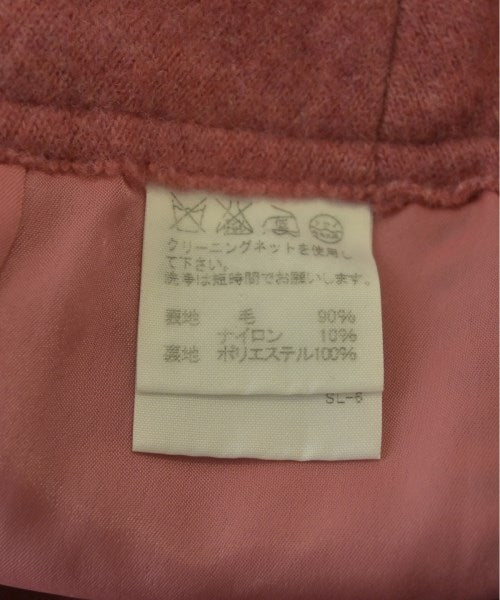 クリーニングネットを使用し
て下さい。
洗浄は短時間でお願いします。
表地 毛 90%
ナイロン 10%
裏地 ポリエステル100%
SL-6